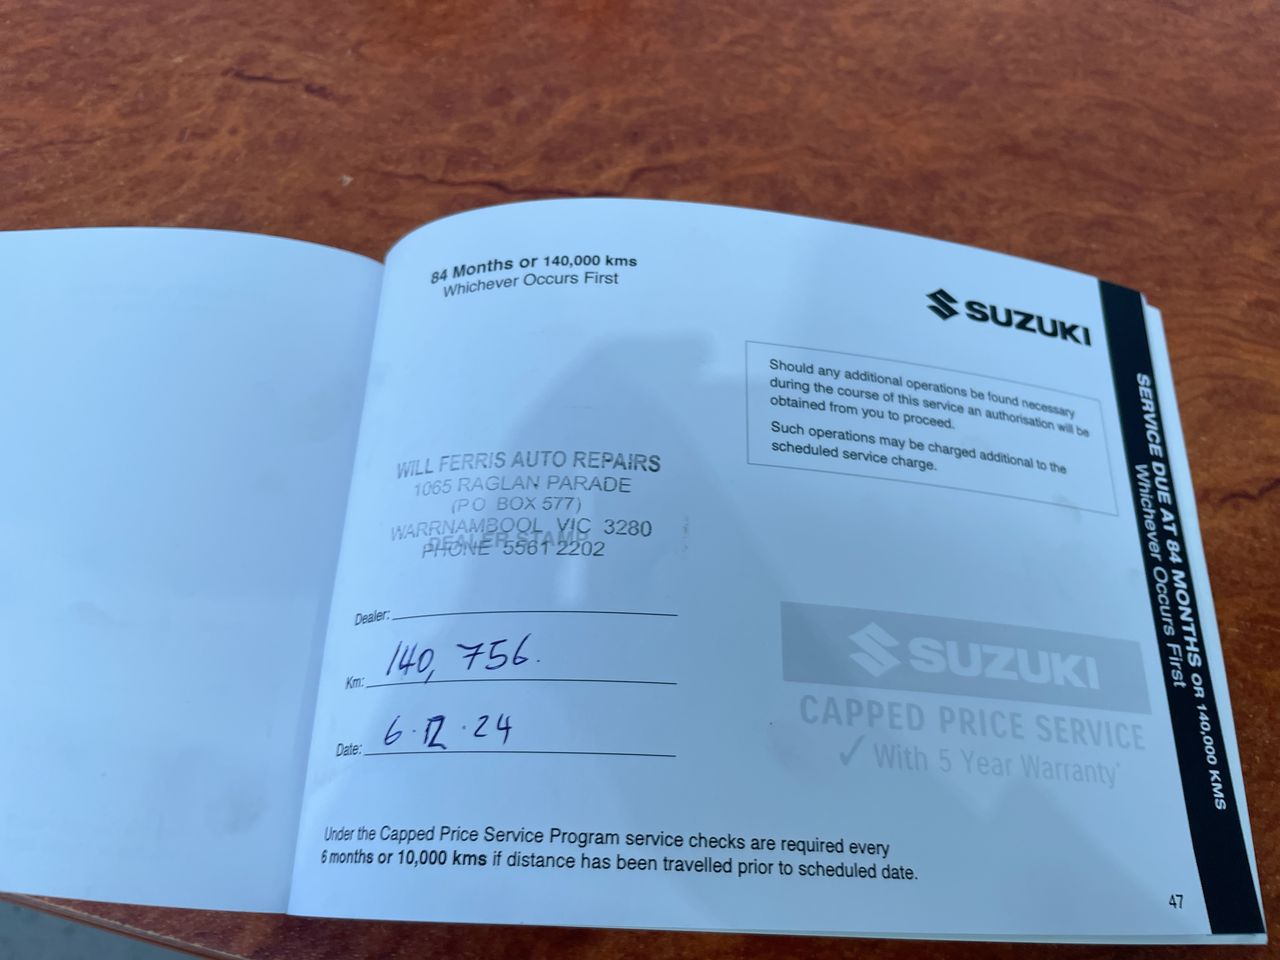 84 Months or 140,000 kms
Whichever Occurs First
SUZUKI
Should any additional operations be found necessary
during the course of this service an authorisation will be
obtained from you to proceed.
Such operations may be charged additional to the
scheduled service charge.
WILL FERRIS AUTO REPAIRS
1065 RAGLAN PARADE
(P O BOX 577)
WARRNAMBOOL VIC 3280
DEALER STAMP
PHONE 5561 2202
Dealer:
Km: 140,756.
Date: 6.12.24
SUZUKI
CAPPED PRICE SERVICE
✓ With 5 Year Warranty*
Under the Capped Price Service Program service checks are required every
6 months or 10,000 kms if distance has been travelled prior to scheduled date.
47
SERVICE DUE AT 84 MONTHS OR 140,000 KMS
Whichever Occurs First